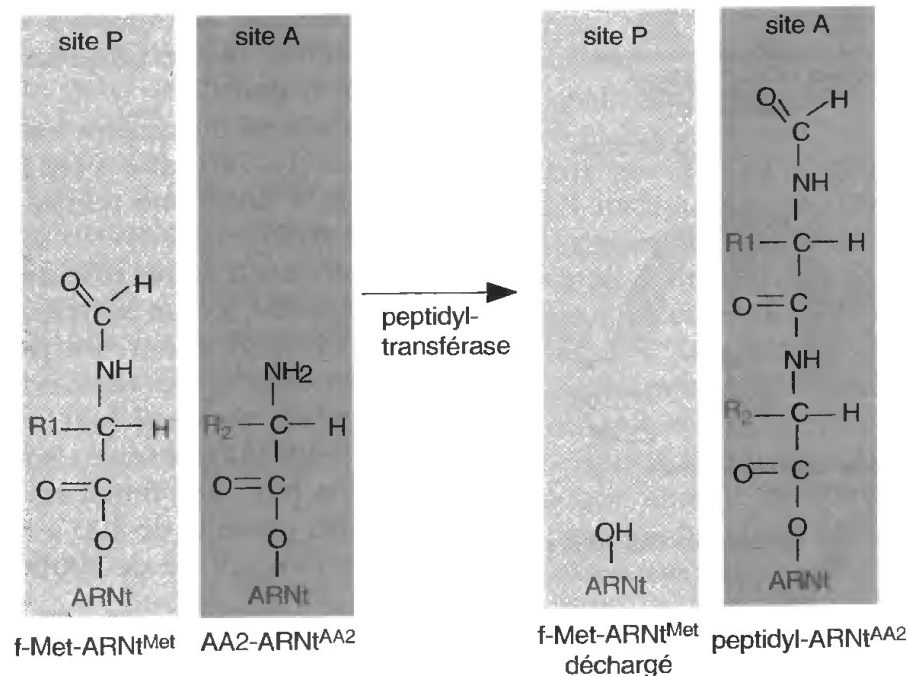 site P
site A
site P
site A
O
H
C
NH
R1
C
H
O
C
O
ARNt
f-Met-ARNtMet
NH2
R2
C
H
O
C
O
ARNt
AA2-ARNtAA2
peptidyl-
transférase
OH
ARNt
f-Met-ARNtMet
déchargé
O
H
C
NH
R1
C
H
O
C
NH
R2
C
H
O
C
O
ARNt
peptidyl-ARNtAA2